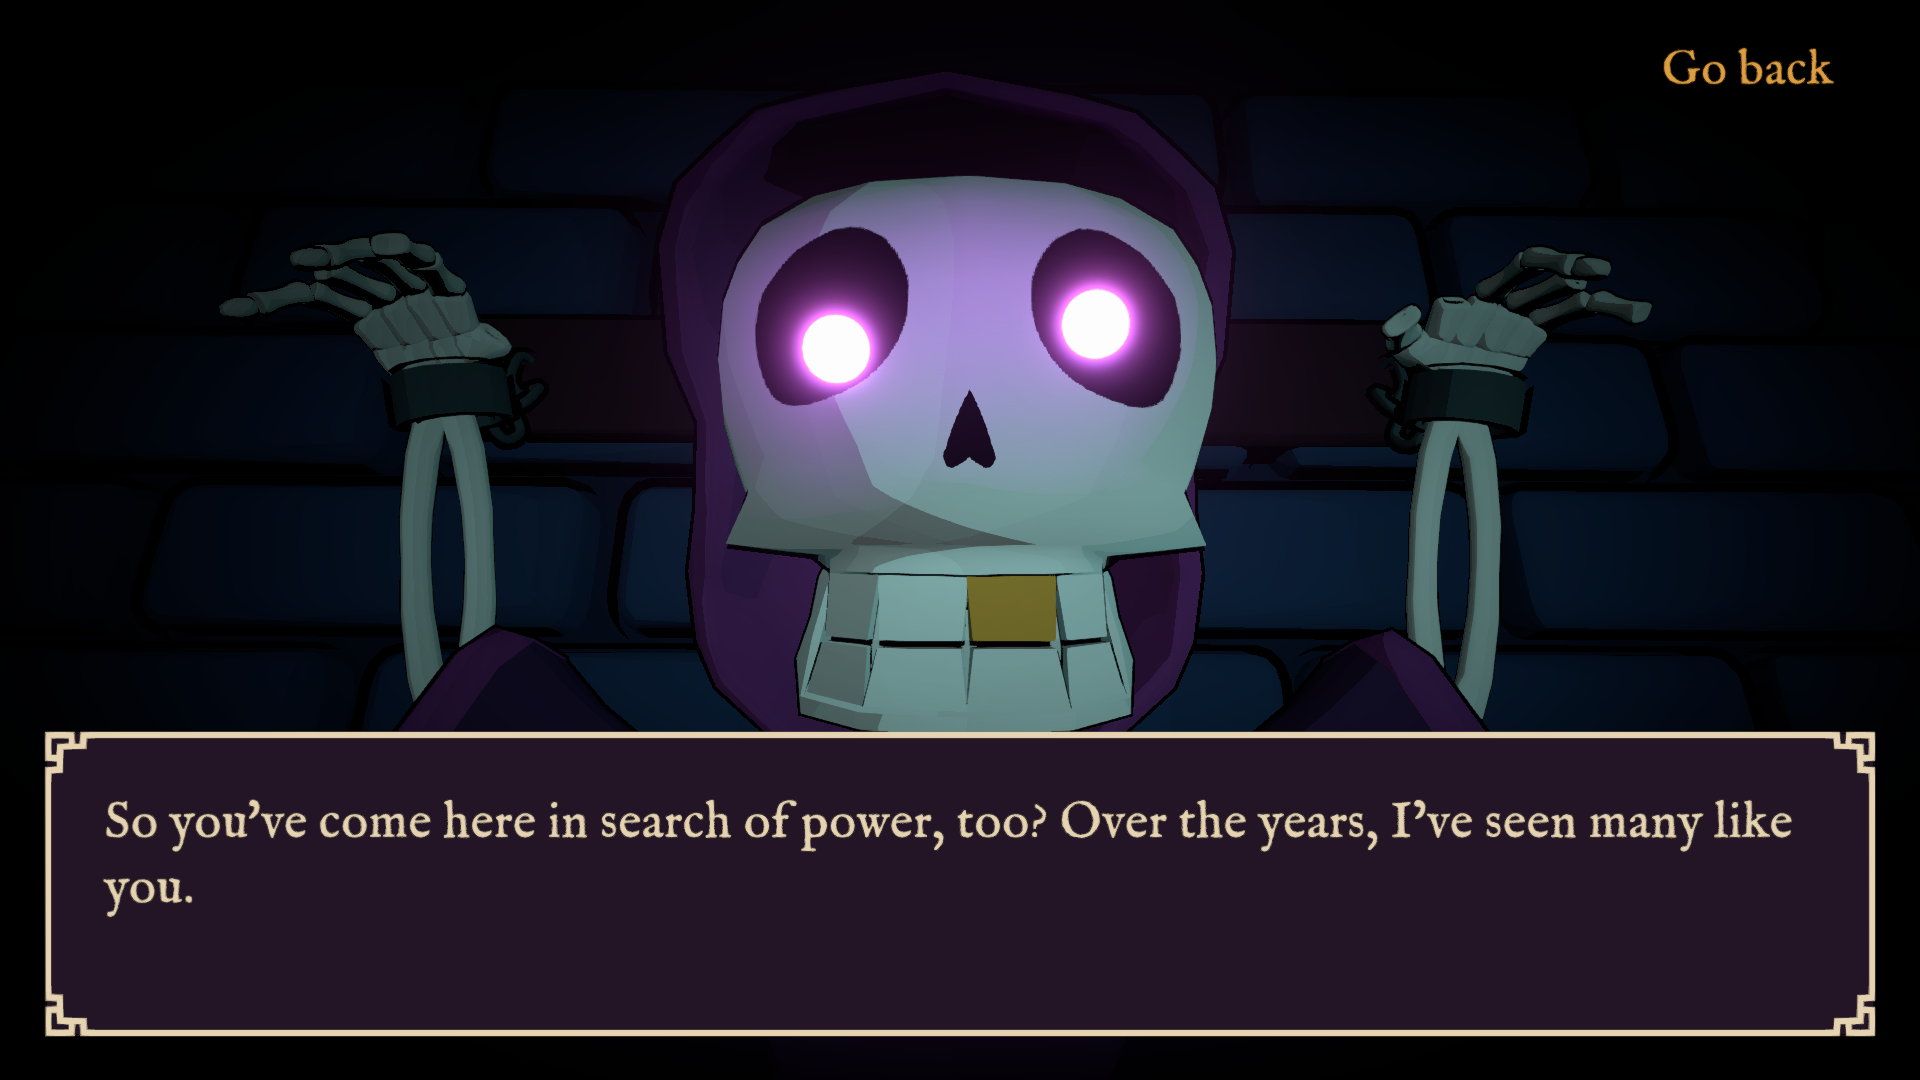 Go back
So you’ve come here in search of power, too? Over the years, I’ve seen many like
you.